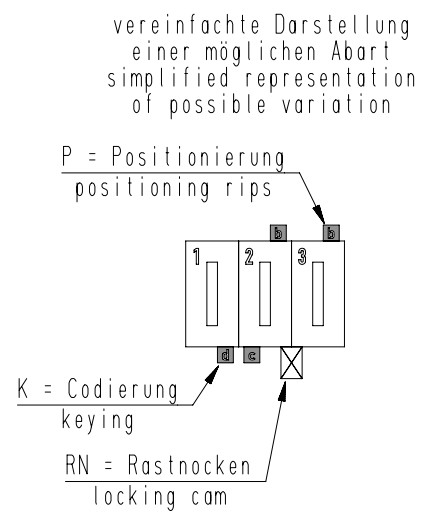 vereinfachte Darstellung
einer möglichen Abart
simplified representation
of possible variation
P = Positionierung
positioning rips
b b
1 2 3
d c
K = Codierung
keying
RN = Rastnocken
locking cam